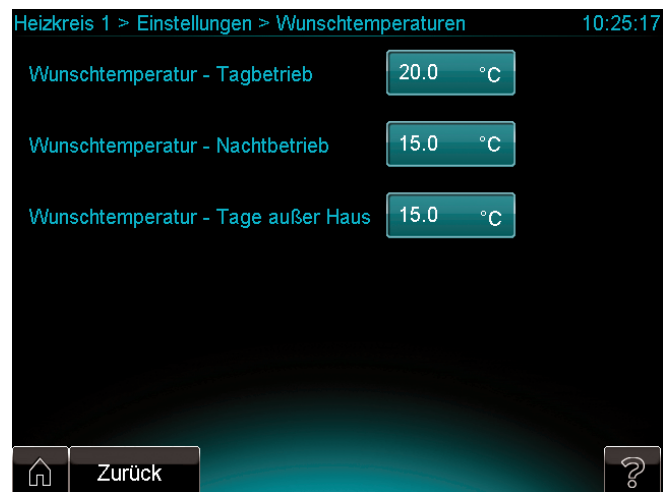 Heizkreis 1 > Einstellungen > Wunschtemperaturen 10:25:17
Wunschtemperatur - Tagbetrieb 20.0 °C
Wunschtemperatur - Nachtbetrieb 15.0 °C
Wunschtemperatur - Tage außer Haus 15.0 °C
Zurück ?